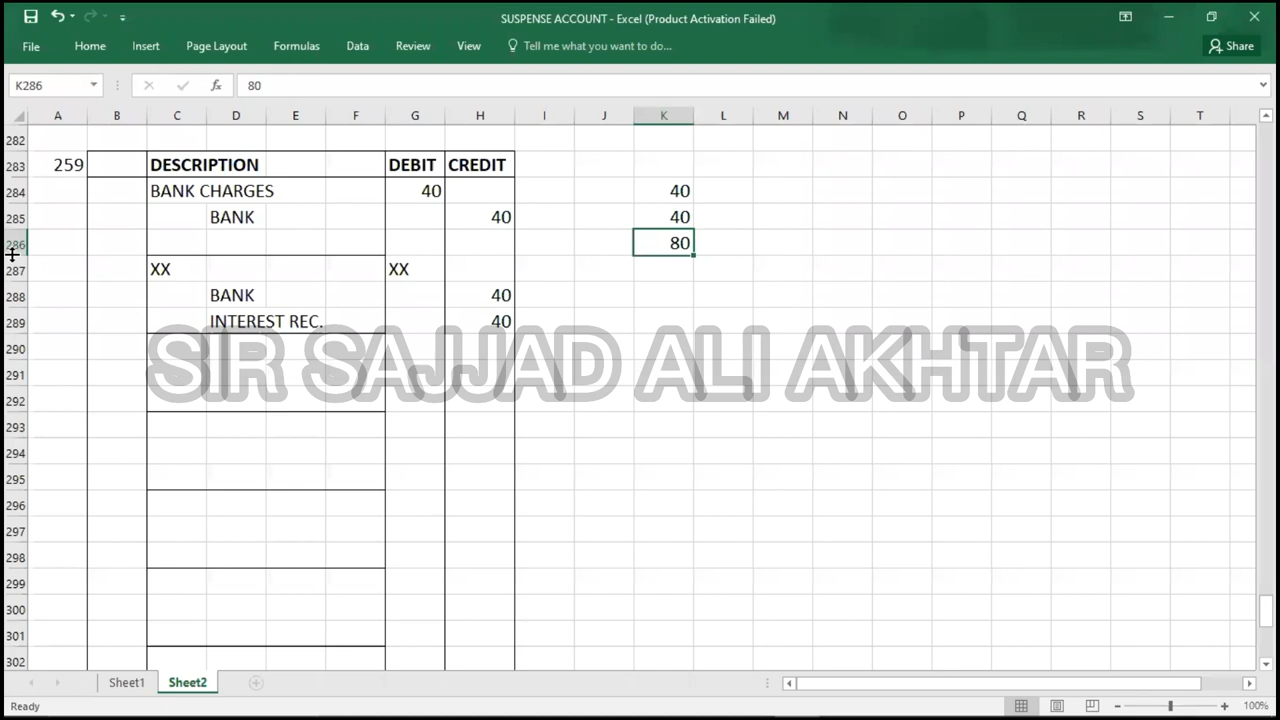 SUSPENSE ACCOUNT - Excel (Product Activation Failed)
File Home Insert Page Layout Formulas Data Review View Tell me what you want to do... Share
K286 fx 80
A B C D E F G H I J K L M N O P Q R S T
282
283 259 DESCRIPTION DEBIT CREDIT
284 BANK CHARGES 40 40
285 BANK 40 40
286 80
287 XX XX
288 BANK 40
289 INTEREST REC. 40
290
SIR SAJJAD ALI AKHTAR
291
292
293
294
295
296
297
298
299
300
301
302
Sheet1 Sheet2
Ready 100%